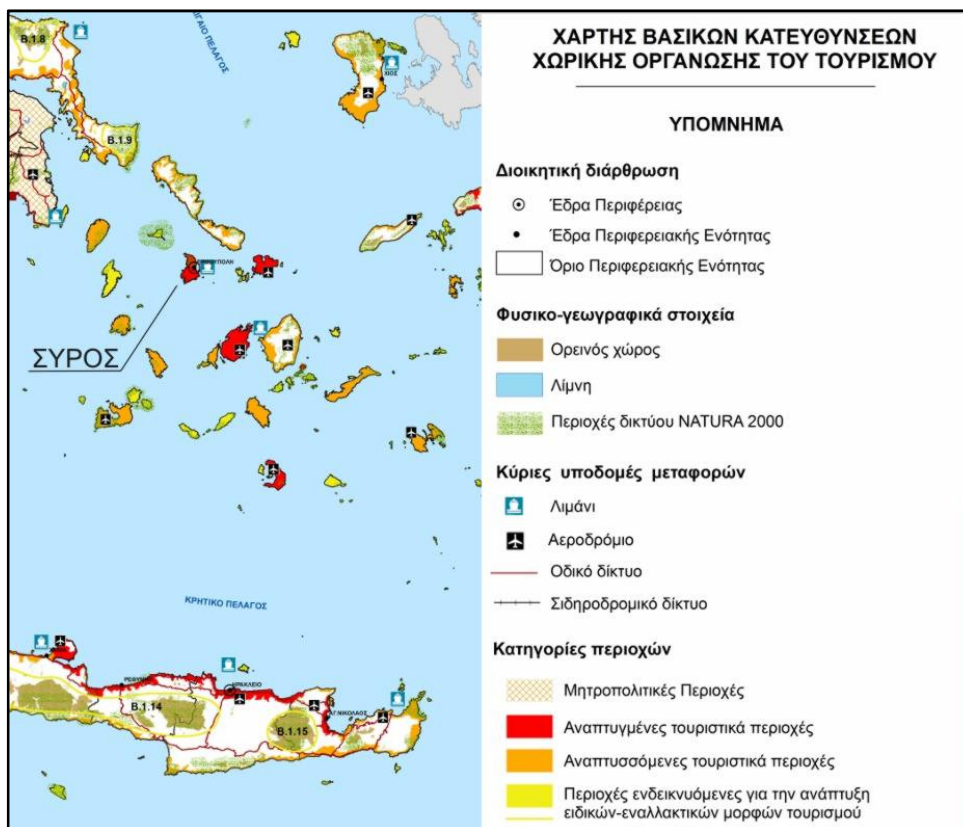 ΧΑΡΤΗΣ ΒΑΣΙΚΩΝ ΚΑΤΕΥΘΥΝΣΕΩΝ
ΧΩΡΙΚΗΣ ΟΡΓΑΝΩΣΗΣ ΤΟΥ ΤΟΥΡΙΣΜΟΥ
ΥΠΟΜΝΗΜΑ
Διοικητική διάρθρωση
Έδρα Περιφέρειας
Έδρα Περιφερειακής Ενότητας
Όριο Περιφερειακής Ενότητας
Φυσικο-γεωγραφικά στοιχεία
Ορεινός χώρος
Λίμνη
Περιοχές δικτύου NATURA 2000
Κύριες υποδομές μεταφορών
Λιμάνι
Αεροδρόμιο
Οδικό δίκτυο
Σιδηροδρομικό δίκτυο
Κατηγορίες περιοχών
Μητροπολιτικές Περιοχές
Αναπτυγμένες τουριστικά περιοχές
Αναπτυσσόμενες τουριστικά περιοχές
Περιοχές ενδεικνυόμενες για την ανάπτυξη
ειδικών-εναλλακτικών μορφών τουρισμού
Β.1.8
ΠΕΛΑΓΟΣ
ΧΙΟΣ
Β.1.9
ΣΥΡΟΣ
ΚΡΗΤΙΚΟ ΠΕΛΑΓΟΣ
ΗΡΑΚΛΕΙΟ
Β.1.14
ΑΓ.ΝΙΚΟΛΑΟΣ
Β.1.15